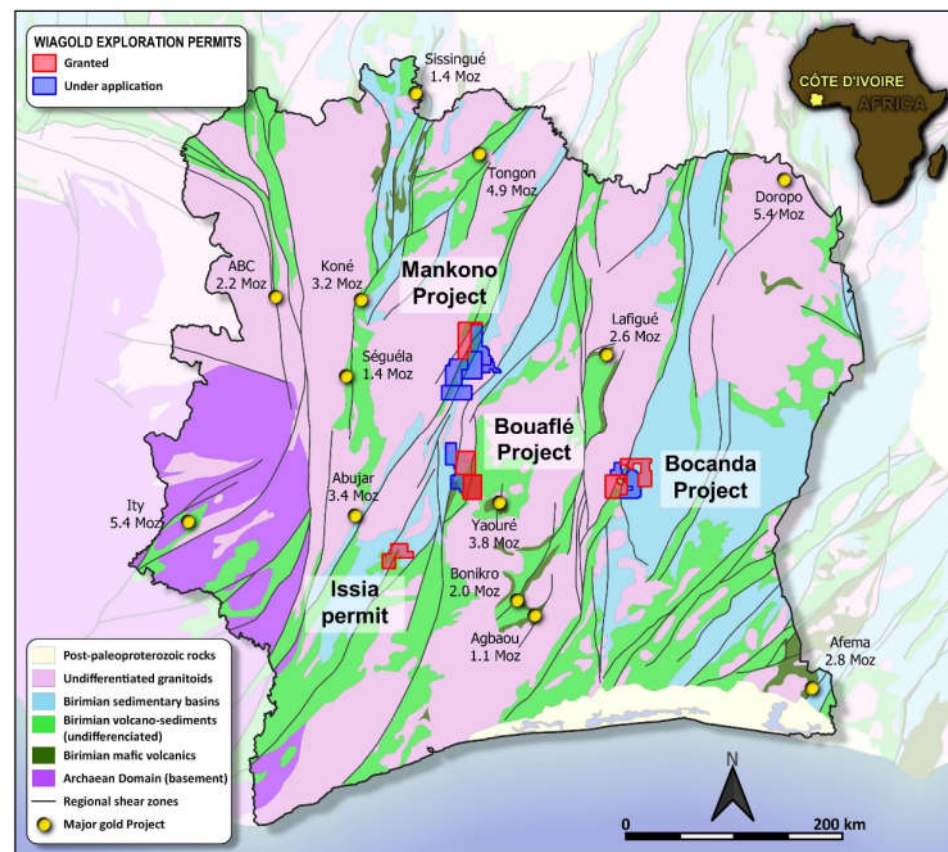 WIAGOLD EXPLORATION PERMITS
Granted
Under application
CÔTE D'IVOIRE
AFRICA
Sissingué
1.4 Moz
Tongon
4.9 Moz
Doropo
5.4 Moz
ABC
2.2 Moz
Koné
3.2 Moz
Mankono
Project
Séguéla
1.4 Moz
Lafigué
2.6 Moz
Bouaflé
Project
Bocanda
Project
Abujar
3.4 Moz
Ity
5.4 Moz
Yaouré
3.8 Moz
Issia
permit
Bonikro
2.0 Moz
Agbaou
1.1 Moz
Afema
2.8 Moz
Post-paleoproterozoic rocks
Undifferentiated granitoids
Birimian sedimentary basins
Birimian volcano-sediments
(undifferenciated)
Birimian mafic volcanics
Archaean Domain (basement)
Regional shear zones
Major gold Project
N
0 200 km